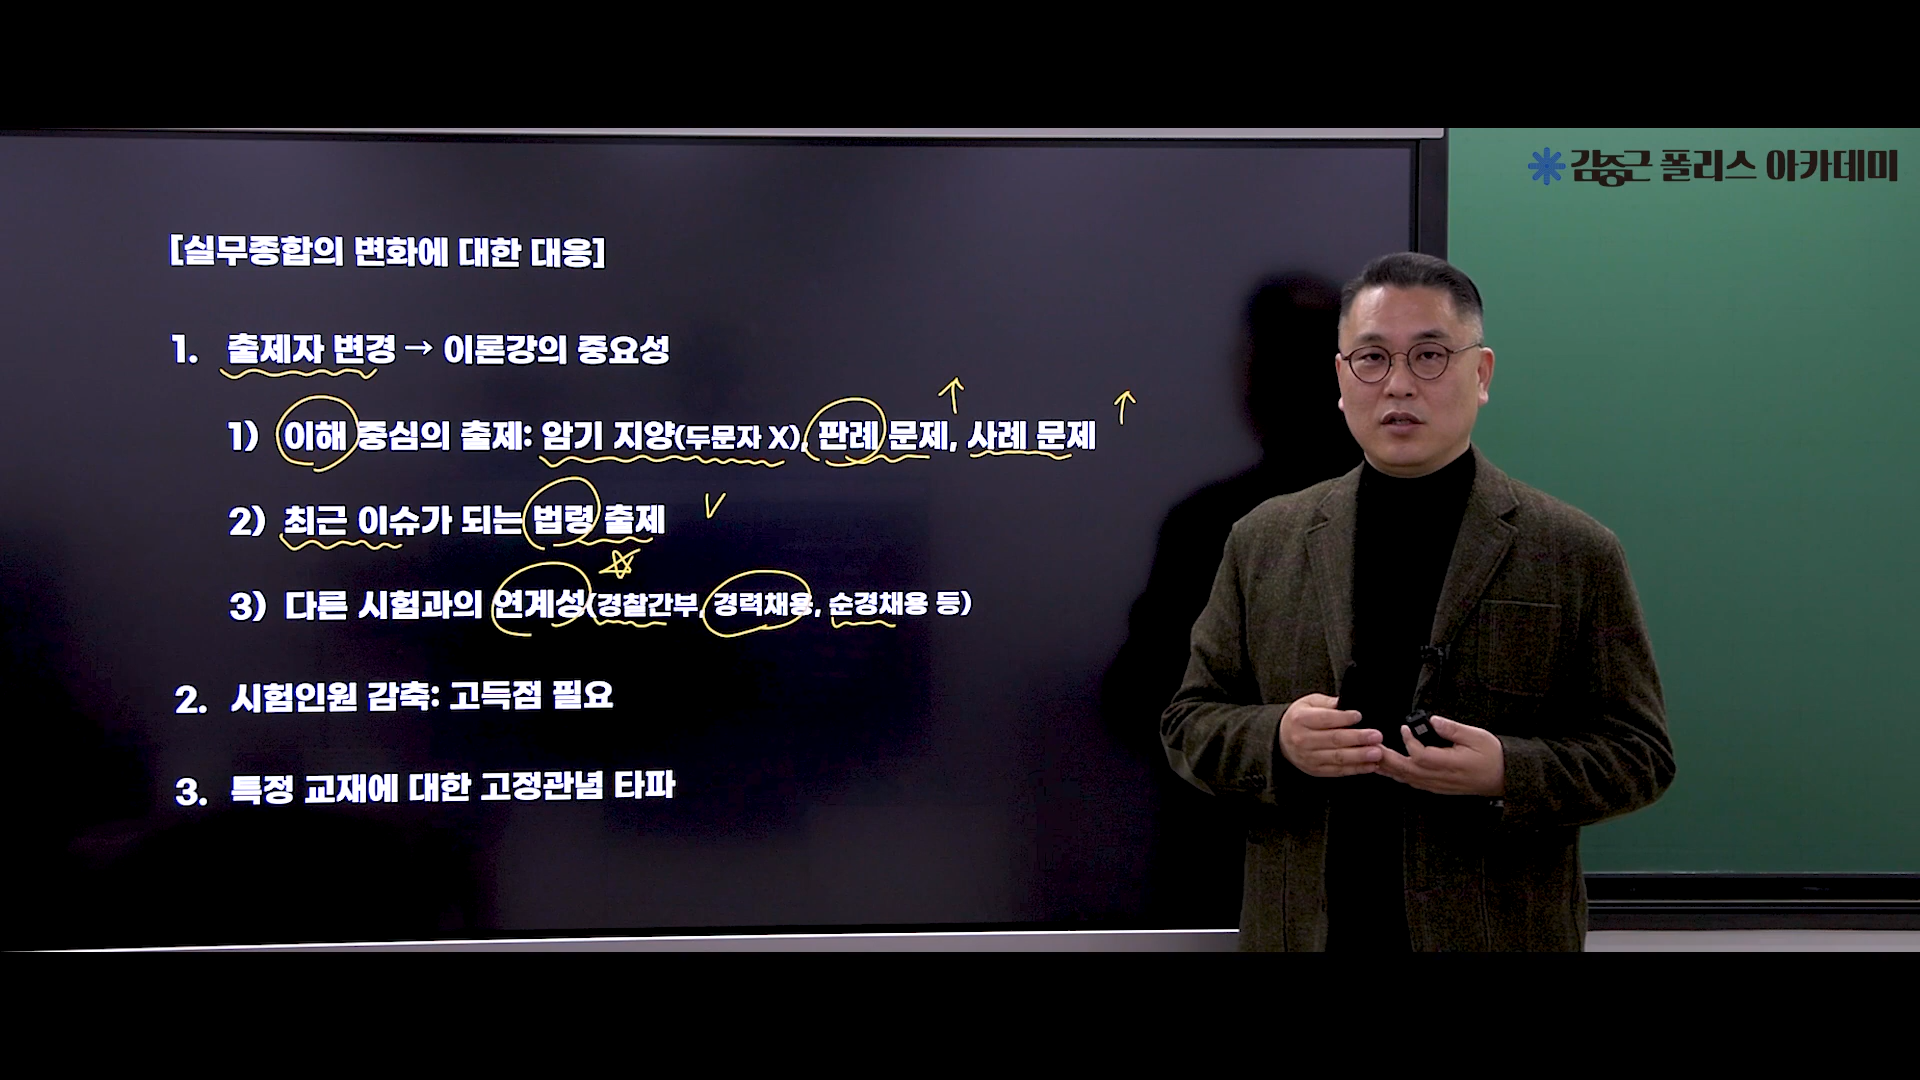 김중근 폴리스 아카데미
[실무종합의 변화에 대한 대응]
1. 출제자 변경 → 이론강의 중요성
1) 이해 중심의 출제: 암기 지양(두문자 X), 판례 문제, 사례 문제
2) 최근 이슈가 되는 법령 출제
3) 다른 시험과의 연계성(경찰간부, 경력채용, 순경채용 등)
2. 시험인원 감축: 고득점 필요
3. 특정 교재에 대한 고정관념 타파